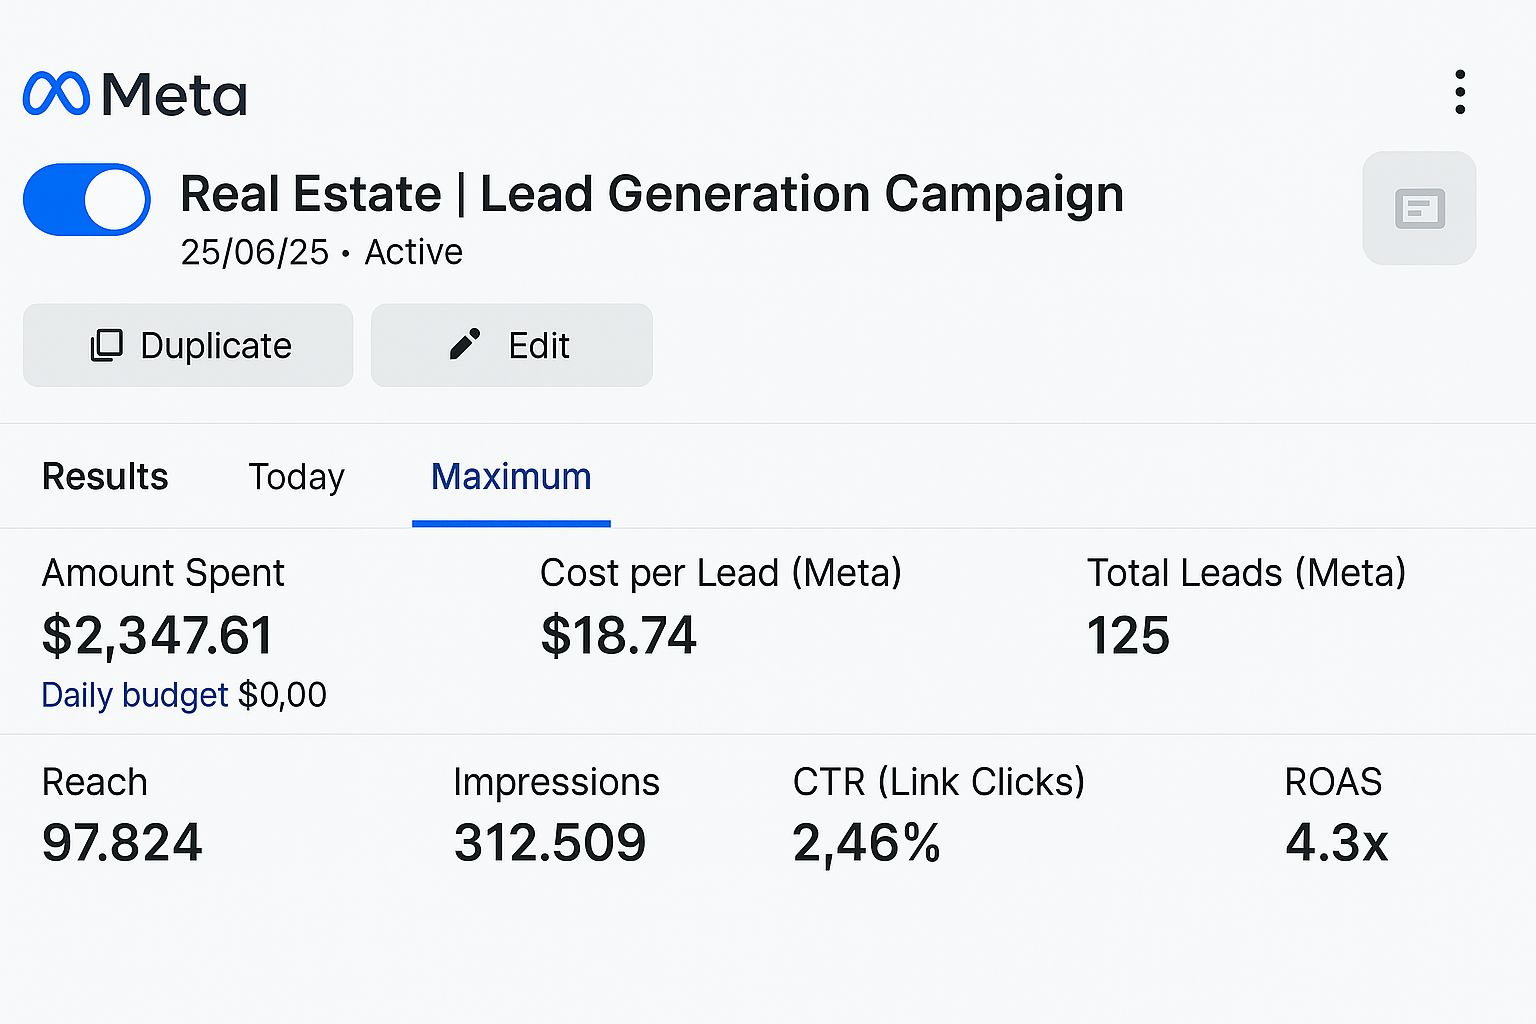 Meta
Real Estate | Lead Generation Campaign
25/06/25 • Active
Duplicate Edit
Results Today Maximum
Amount Spent Cost per Lead (Meta) Total Leads (Meta)
$2,347.61 $18.74 125
Daily budget $0,00
Reach Impressions CTR (Link Clicks) ROAS
97.824 312.509 2,46% 4.3x